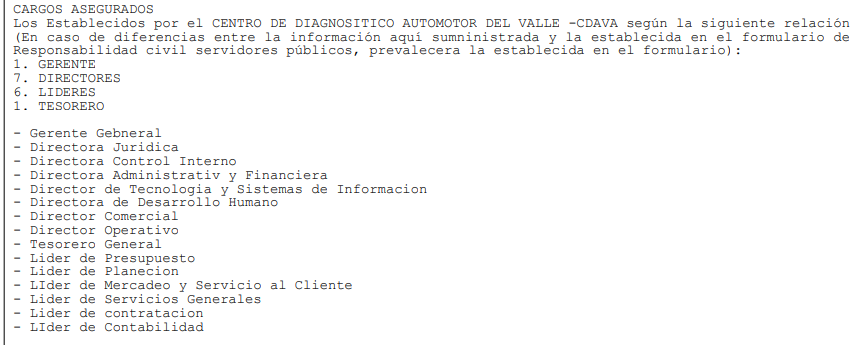 CARGOS ASEGURADOS
Los Establecidos por el CENTRO DE DIAGNOSITICO AUTOMOTOR DEL VALLE -CDAVA según la siguiente relación
(En caso de diferencias entre la información aquí sumninistrada y la establecida en el formulario de
Responsabilidad civil servidores públicos, prevalecera la establecida en el formulario):
1. GERENTE
7. DIRECTORES
6. LIDERES
1. TESORERO
- Gerente Gebneral
- Directora Juridica
- Directora Control Interno
- Directora Administrativ y Financiera
- Director de Tecnologia y Sistemas de Informacion
- Directora de Desarrollo Humano
- Director Comercial
- Director Operativo
- Tesorero General
- Lider de Presupuesto
- Lider de Planecion
- LIder de Mercadeo y Servicio al Cliente
- Lider de Servicios Generales
- Lider de contratacion
- LIder de Contabilidad